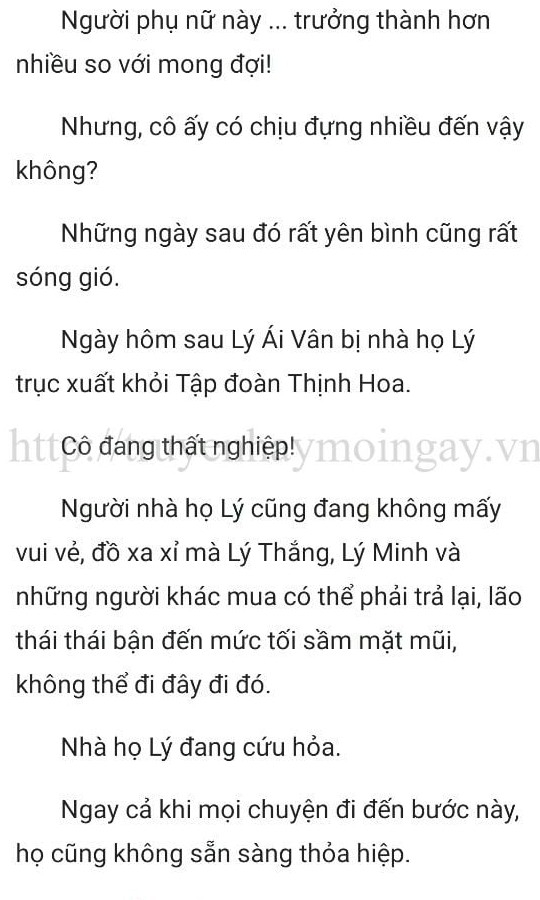 Người phụ nữ này ... trưởng thành hơn
nhiều so với mong đợi!
Nhưng, cô ấy có chịu đựng nhiều đến vậy
không?
Những ngày sau đó rất yên bình cũng rất
sóng gió.
Ngày hôm sau Lý Ái Vân bị nhà họ Lý
trục xuất khỏi Tập đoàn Thịnh Hoa.
http://truyenhaymoingay.vn
Cô đang thất nghiệp!
Người nhà họ Lý cũng đang không mấy
vui vẻ, đồ xa xỉ mà Lý Thắng, Lý Minh và
những người khác mua có thể phải trả lại, lão
thái thái bận đến mức tối sầm mặt mũi,
không thể đi đây đi đó.
Nhà họ Lý đang cứu hỏa.
Ngay cả khi mọi chuyện đi đến bước này,
họ cũng không sẵn sàng thỏa hiệp.